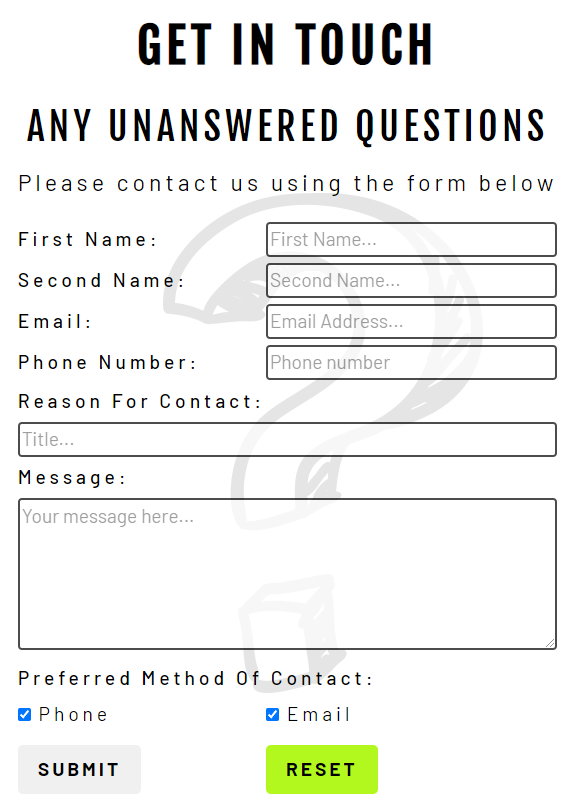 GET IN TOUCH
ANY UNANSWERED QUESTIONS
Please contact us using the form below
First Name: First Name...
Second Name: Second Name...
Email: Email Address...
Phone Number: Phone number
Reason For Contact:
Title...
Message:
Your message here...
Preferred Method Of Contact:
Phone Email
SUBMIT RESET